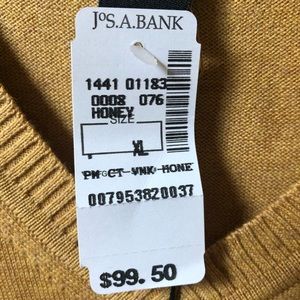 JoS.A.BANK
1441 01183
0008 076
HONEY
SIZE
XL
PM CT VNK HONE
007953820037
$99.50